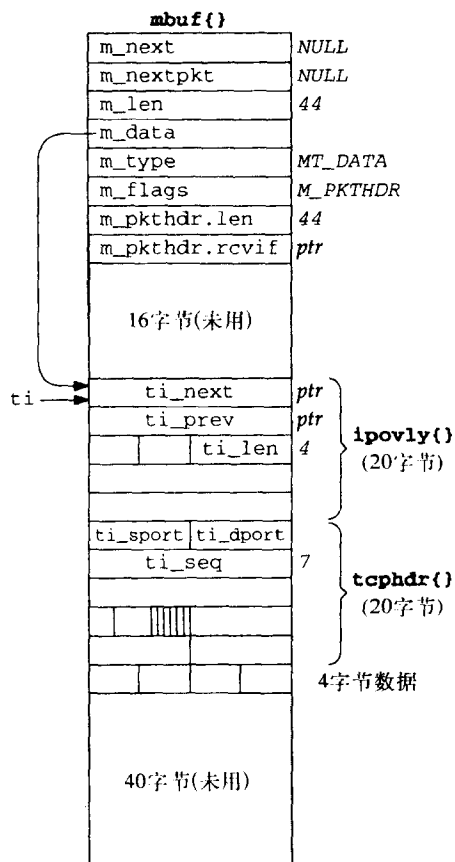 mbuf{}
m_next NULL
m_nextpkt NULL
m_len 44
m_data
m_type MT_DATA
m_flags M_PKTHDR
m_pkthdr.len 44
m_pkthdr.rcvif ptr
16字节(未用)
ti
ti_next ptr
ti_prev ptr
ti_len 4
ipovly{}
(20字节)
ti_sport ti_dport
ti_seq 7
tcphdr{}
(20字节)
4字节数据
40字节(未用)